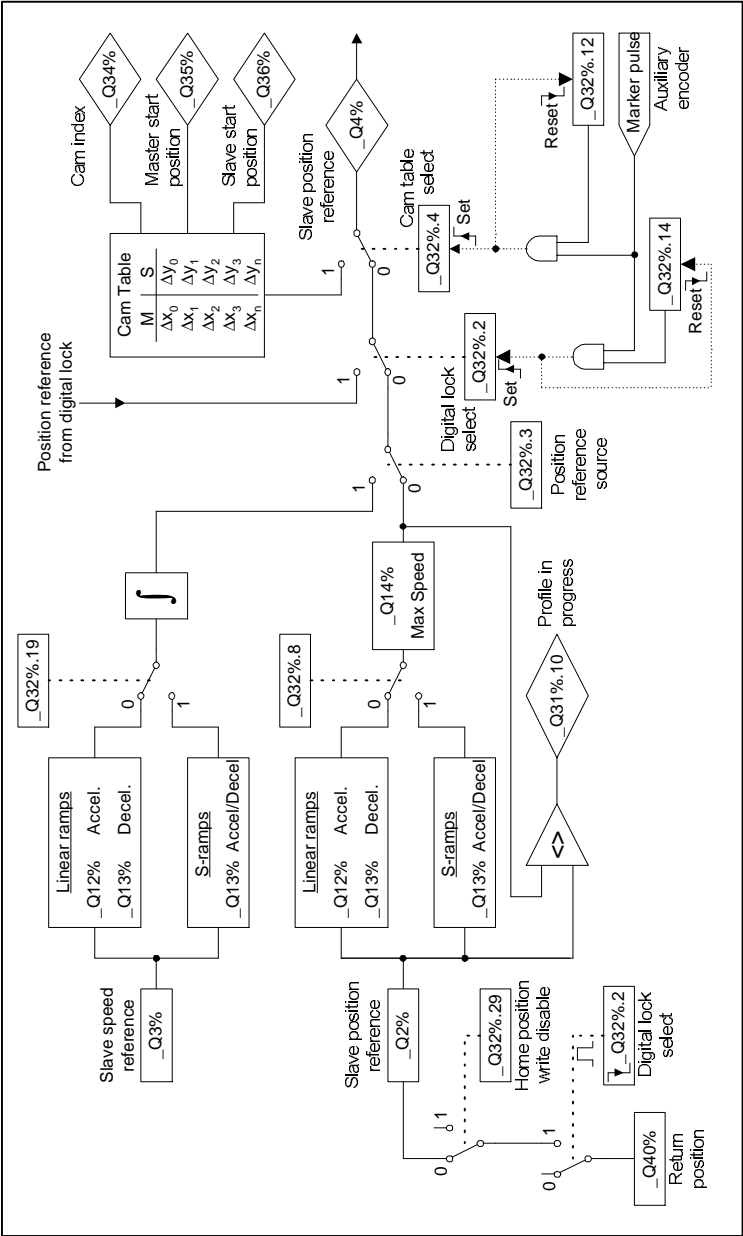 Slave speed
reference
_Q3%
Linear ramps
_Q12% Accel.
_Q13% Decel.
S-ramps
_Q13% Accel/Decel
0
1
_Q32%.19
∫
Position reference
from digital lock
Cam Table
M S
Δx0 Δy0
Δx1 Δy1
Δx2 Δy2
Δx3 Δy3
Δxn Δyn
Cam index
_Q34%
Master start
position
_Q35%
Slave start
position
_Q36%
Slave position
reference
_Q2%
Linear ramps
_Q12% Accel.
_Q13% Decel.
S-ramps
_Q13% Accel/Decel
0
1
_Q32%.8
_Q14%
Max Speed
1
0
1
0
1
0
Slave position
reference
_Q4%
0
1
_Q32%.29
Home position
write disable
0
1
_Q32%.2
Digital lock
select
_Q40%
Return
position
<>
_Q31%.10
Profile in
progress
_Q32%.3
Position
reference
source
Digital lock
select
_Q32%.2
Set
Cam table
select
_Q32%.4
Set
_Q32%.14
Reset
Reset
_Q32%.12
Marker pulse
Auxiliary
encoder